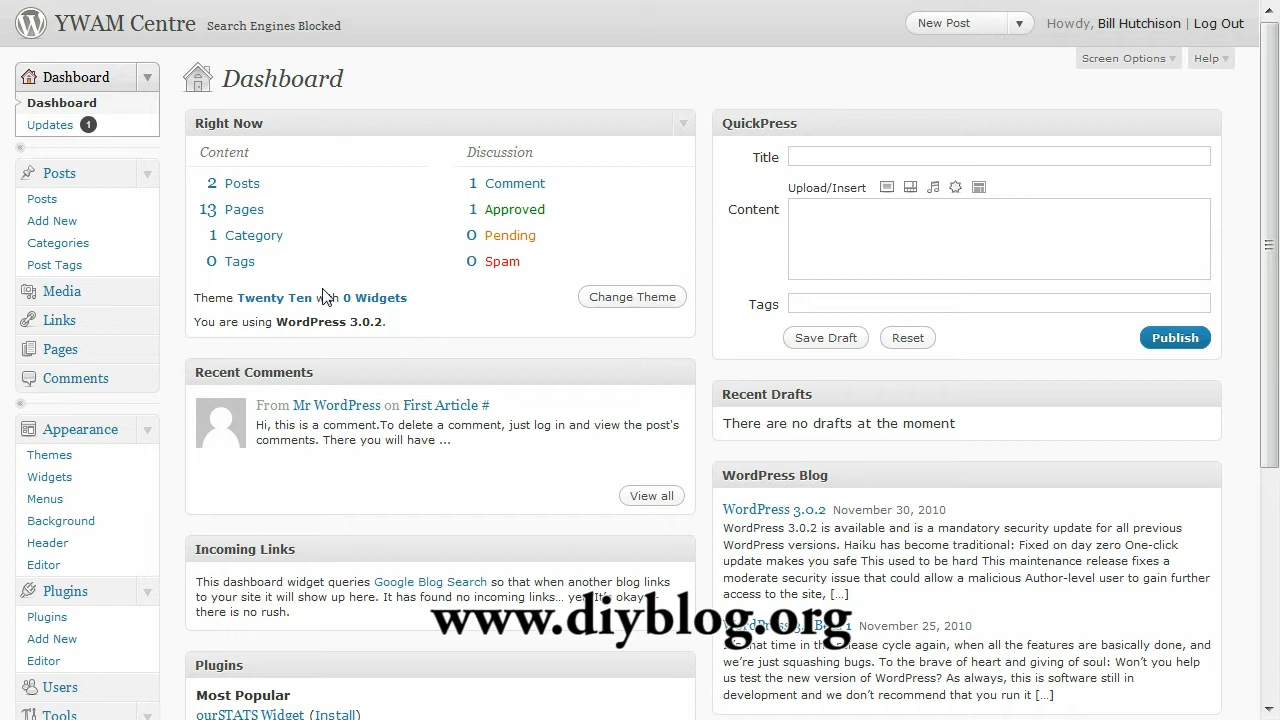 YWAM Centre Search Engines Blocked
New Post
Howdy, Bill Hutchison | Log Out
Screen Options
Help
Dashboard
Dashboard
Updates 1
Posts
Posts
Add New
Categories
Post Tags
Media
Links
Pages
Comments
Appearance
Themes
Widgets
Menus
Background
Header
Editor
Plugins
Plugins
Add New
Editor
Users
Tools
Dashboard
Right Now
Content
2 Posts
13 Pages
1 Category
0 Tags
Discussion
1 Comment
1 Approved
0 Pending
0 Spam
Theme Twenty Ten with 0 Widgets
Change Theme
You are using WordPress 3.0.2.
Recent Comments
From Mr WordPress on First Article #
Hi, this is a comment.To delete a comment, just log in and view the post's
comments. There you will have ...
View all
Incoming Links
This dashboard widget queries Google Blog Search so that when another blog links
to your site it will show up here. It has found no incoming links… yet. It's okay —
there is no rush.
Plugins
Most Popular
ourSTATS Widget (Install)
QuickPress
Title
Upload/Insert
Content
Tags
Save Draft
Reset
Publish
Recent Drafts
There are no drafts at the moment
WordPress Blog
WordPress 3.0.2 November 30, 2010
WordPress 3.0.2 is available and is a mandatory security update for all previous
WordPress versions. Haiku has become traditional: Fixed on day zero One-click
update makes you safe This used to be hard This maintenance release fixes a
moderate security issue that could allow a malicious Author-level user to gain further
access to the site, […]
November 25, 2010
It's that time in the release cycle again, when all the features are basically done, and
we're just squashing bugs. To the brave of heart and giving of soul: Won't you help
us test the new version of WordPress? As always, this is software still in
development and we don't recommend that you run it […]
www.diyblog.org